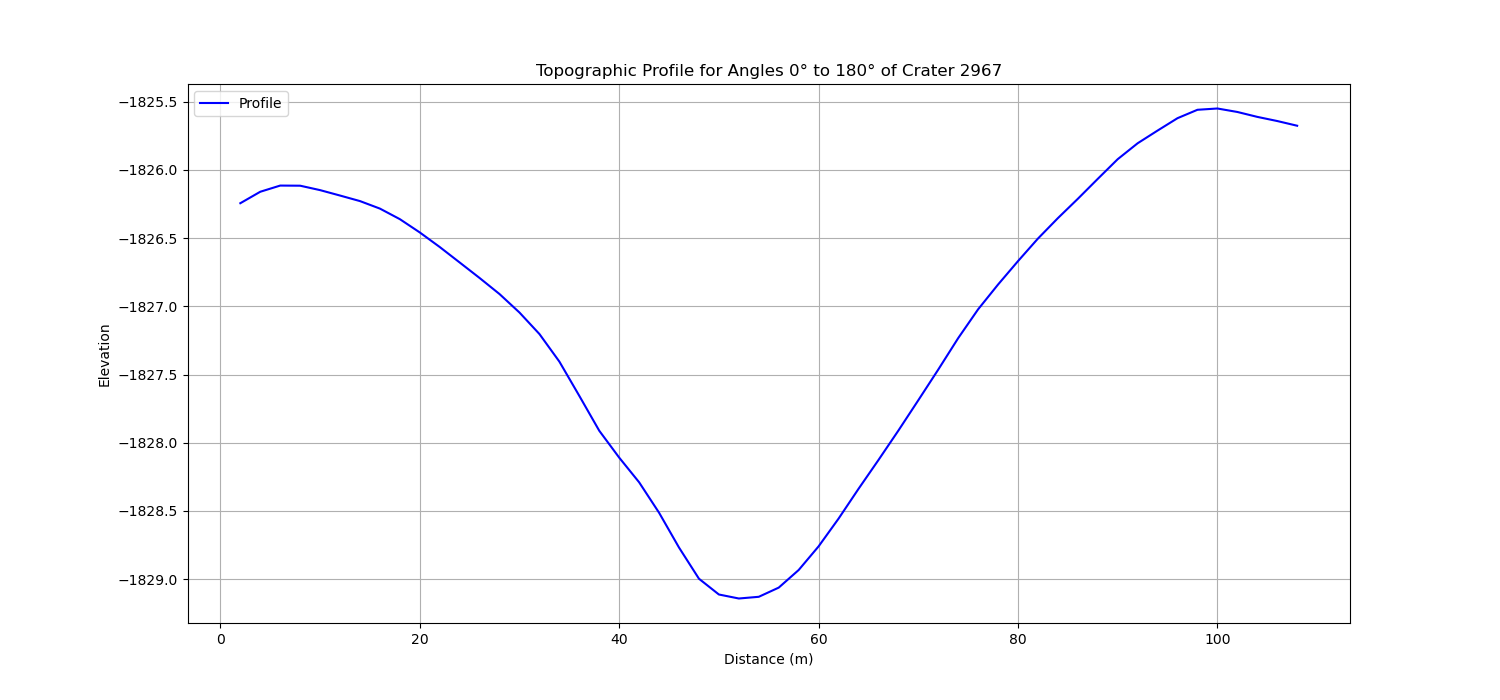 Topographic Profile for Angles 0° to 180° of Crater 2967
Profile
Elevation
−1825.5
−1826.0
−1826.5
−1827.0
−1827.5
−1828.0
−1828.5
−1829.0
0 20 40 60 80 100
Distance (m)